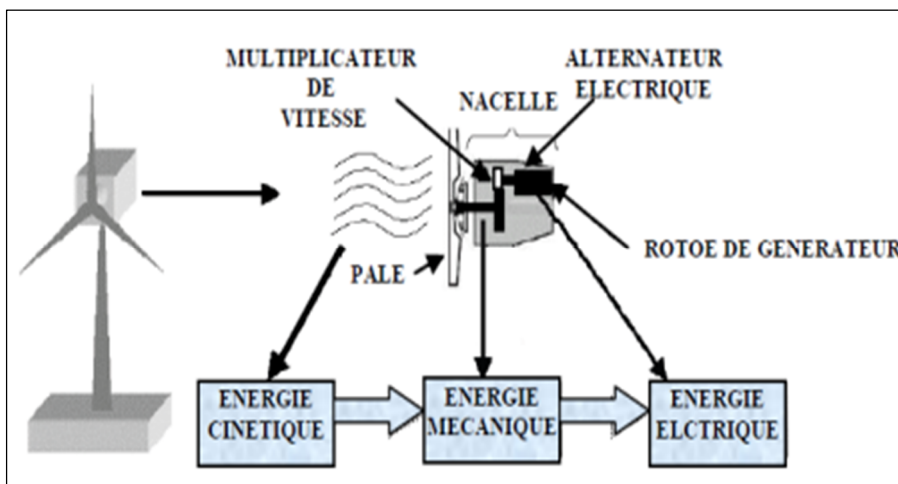 MULTIPLICATEUR
DE
VITESSE
NACELLE
ALTERNATEUR
ELECTRIQUE
PALE
ROTOE DE GENERATEUR
ENERGIE
CINETIQUE
ENERGIE
MECANIQUE
ENERGIE
ELCTRIQUE